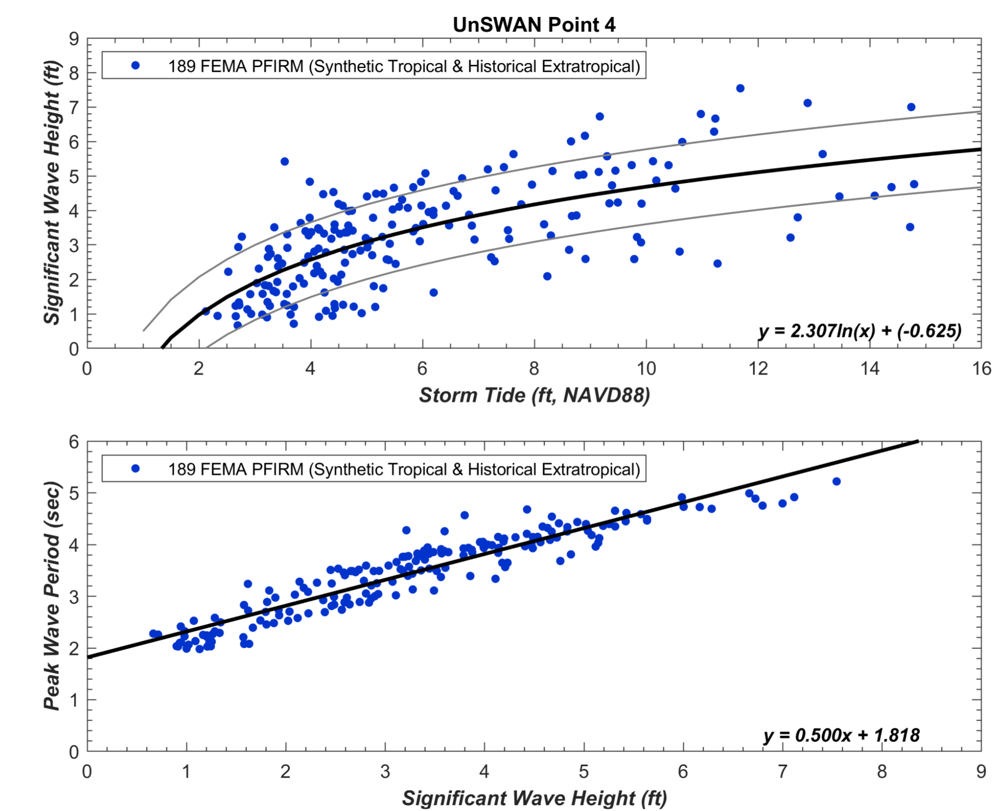 UnSWAN Point 4
9
8
7
6
5
4
3
2
1
0
Significant Wave Height (ft)
189 FEMA PFIRM (Synthetic Tropical & Historical Extratropical)
y = 2.307ln(x) + (-0.625)
0 2 4 6 8 10 12 14 16
Storm Tide (ft, NAVD88)
6
5
4
3
2
1
0
Peak Wave Period (sec)
189 FEMA PFIRM (Synthetic Tropical & Historical Extratropical)
y = 0.500x + 1.818
0 1 2 3 4 5 6 7 8 9
Significant Wave Height (ft)